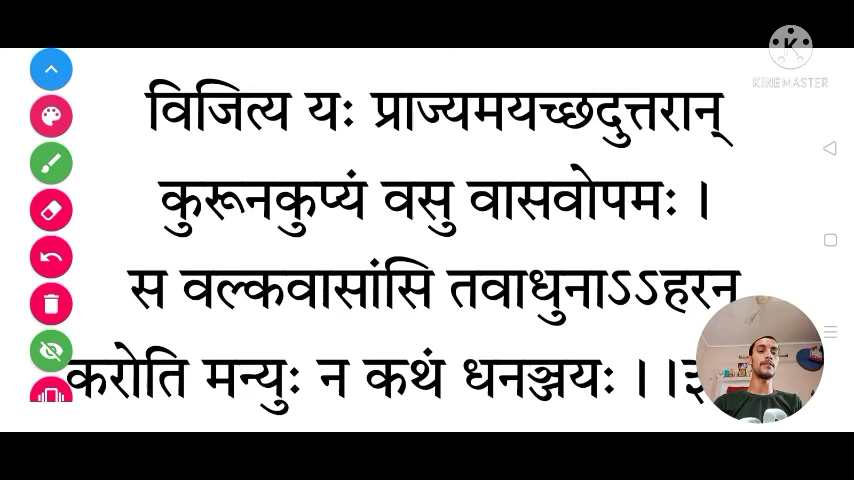 KINEMASTER
विजित्य यः प्राज्यमयच्छदुत्तरान्
कुरूनकुप्यं वसु वासवोपमः ।
स वल्कवासांसि तवाधुनाऽऽहरन
करोति मन्युः न कथं धनञ्जयः ।।